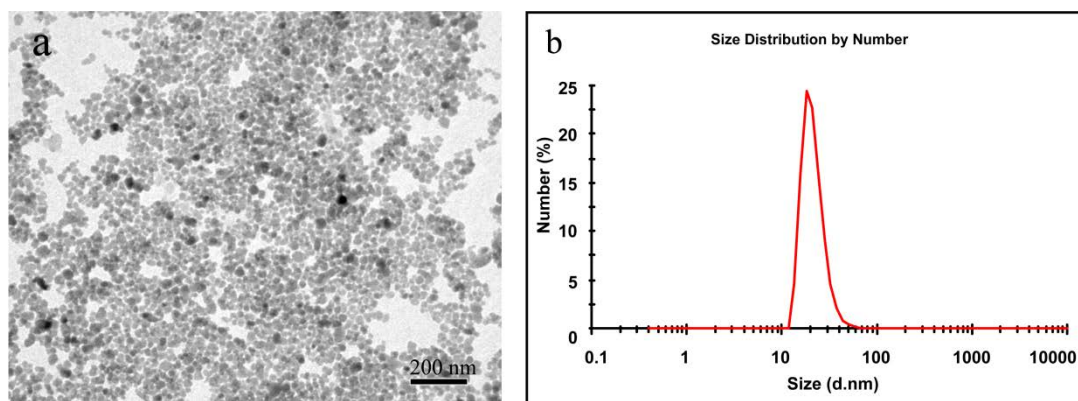 a
200 nm
b
Size Distribution by Number
Number (%)
25
20
15
10
5
0
0.1 1 10 100 1000 10000
Size (d.nm)